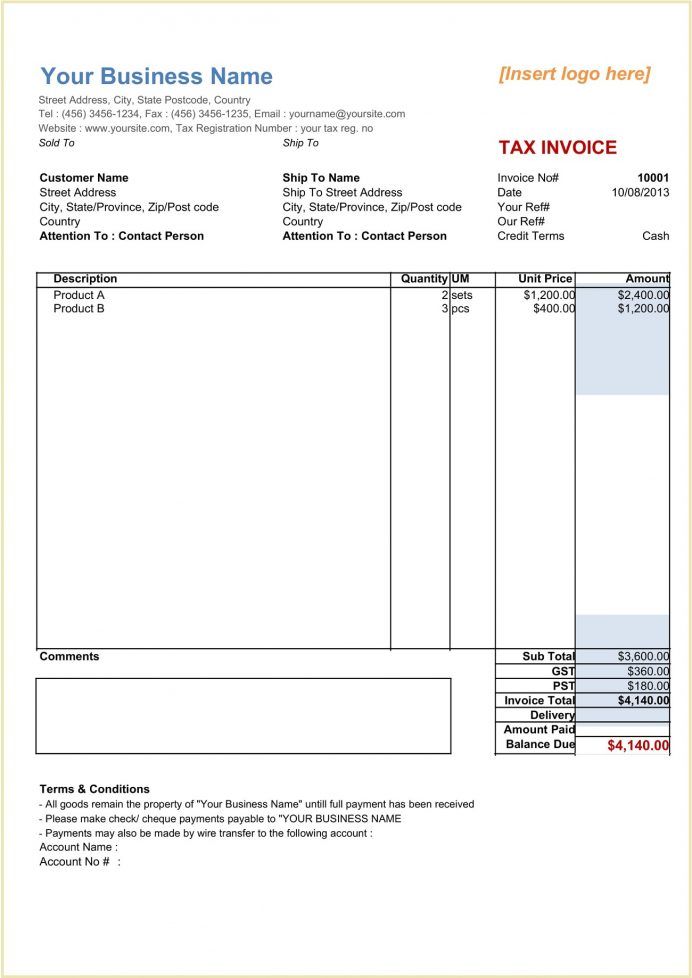 Your Business Name
[Insert logo here]
Street Address, City, State Postcode, Country
Tel : (456) 3456-1234, Fax : (456) 3456-1235, Email : yourname@yoursite.com
Website : www.yoursite.com, Tax Registration Number : your tax reg. no
Sold To Ship To
TAX INVOICE
Customer Name Ship To Name Invoice No# 10001
Street Address Ship To Street Address Date 10/08/2013
City, State/Province, Zip/Post code City, State/Province, Zip/Post code Your Ref#
Country Country Our Ref#
Attention To : Contact Person Attention To : Contact Person Credit Terms Cash
Description Quantity UM Unit Price Amount
Product A 2 sets $1,200.00 $2,400.00
Product B 3 pcs $400.00 $1,200.00
Comments Sub Total $3,600.00
GST $360.00
PST $180.00
Invoice Total $4,140.00
Delivery
Amount Paid
Balance Due $4,140.00
Terms & Conditions
- All goods remain the property of "Your Business Name" untill full payment has been received
- Please make check/ cheque payments payable to "YOUR BUSINESS NAME
- Payments may also be made by wire transfer to the following account :
Account Name :
Account No # :